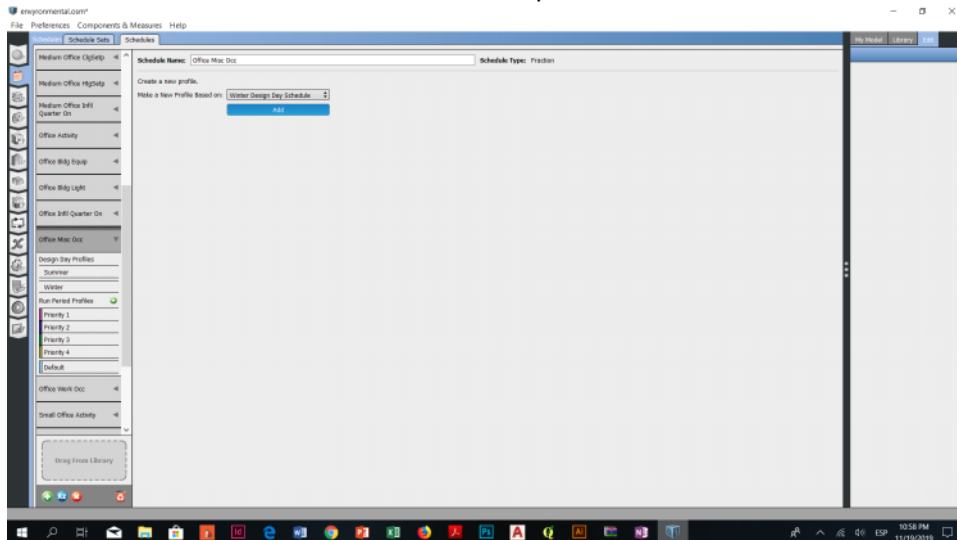 envyronmental.osm*
File Preferences Components & Measures Help
Schedules Schedule Sets Schedules
My Model Library Edit
Medium Office ClgSetp
Medium Office HtgSetp
Medium Office Infil
Quarter On
Office Activity
Office Bldg Equip
Office Bldg Light
Office Infil Quarter On
Office Misc Occ
Design Day Profiles
Summer
Winter
Run Period Profiles
Priority 1
Priority 2
Priority 3
Priority 4
Default
Office Work Occ
Small Office Activity
Drag From Library
Schedule Name: Office Misc Occ Schedule Type: Fraction
Create a new profile.
Make a New Profile Based on: Winter Design Day Schedule
Add
ESP
10:58 PM
11/19/2019